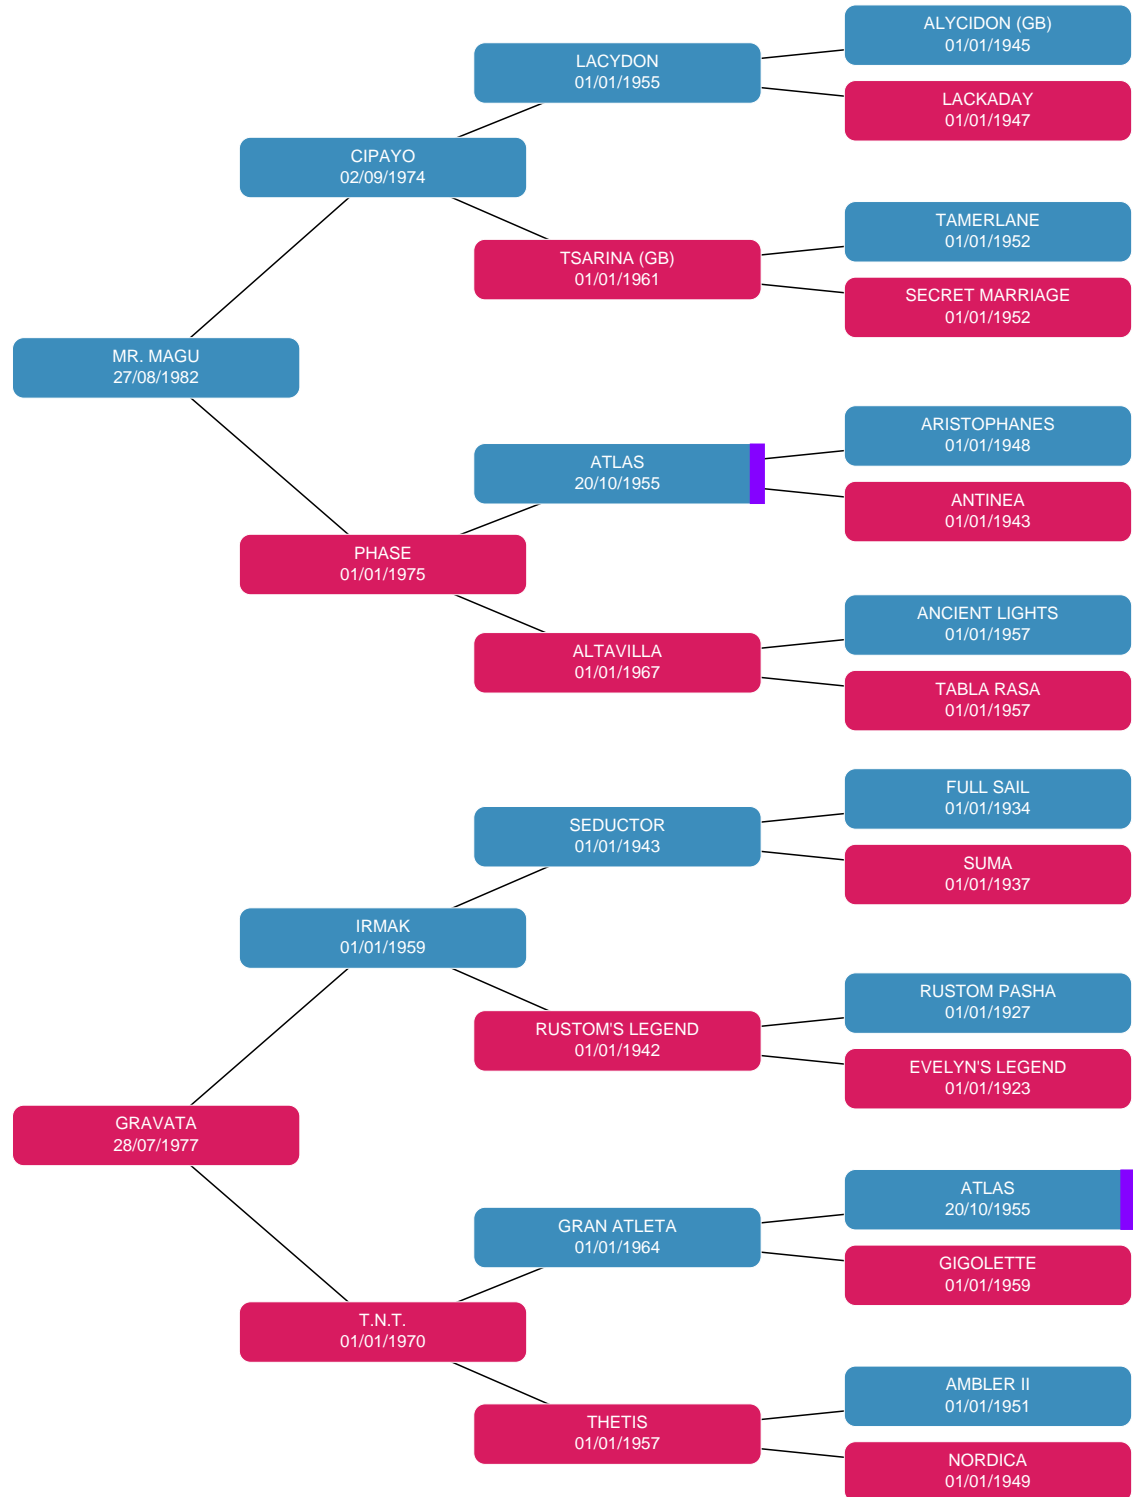 ALYCIDON (GB)
01/01/1945
LACYDON
01/01/1955
LACKADAY
01/01/1947
CIPAYO
02/09/1974
TAMERLANE
01/01/1952
TSARINA (GB)
01/01/1961
SECRET MARRIAGE
01/01/1952
MR. MAGU
27/08/1982
ARISTOPHANES
01/01/1948
ATLAS
20/10/1955
ANTINEA
01/01/1943
PHASE
01/01/1975
ANCIENT LIGHTS
01/01/1957
ALTAVILLA
01/01/1967
TABLA RASA
01/01/1957
FULL SAIL
01/01/1934
SEDUCTOR
01/01/1943
SUMA
01/01/1937
IRMAK
01/01/1959
RUSTOM PASHA
01/01/1927
RUSTOM'S LEGEND
01/01/1942
EVELYN'S LEGEND
01/01/1923
GRAVATA
28/07/1977
ATLAS
20/10/1955
GRAN ATLETA
01/01/1964
GIGOLETTE
01/01/1959
T.N.T.
01/01/1970
AMBLER II
01/01/1951
THETIS
01/01/1957
NORDICA
01/01/1949